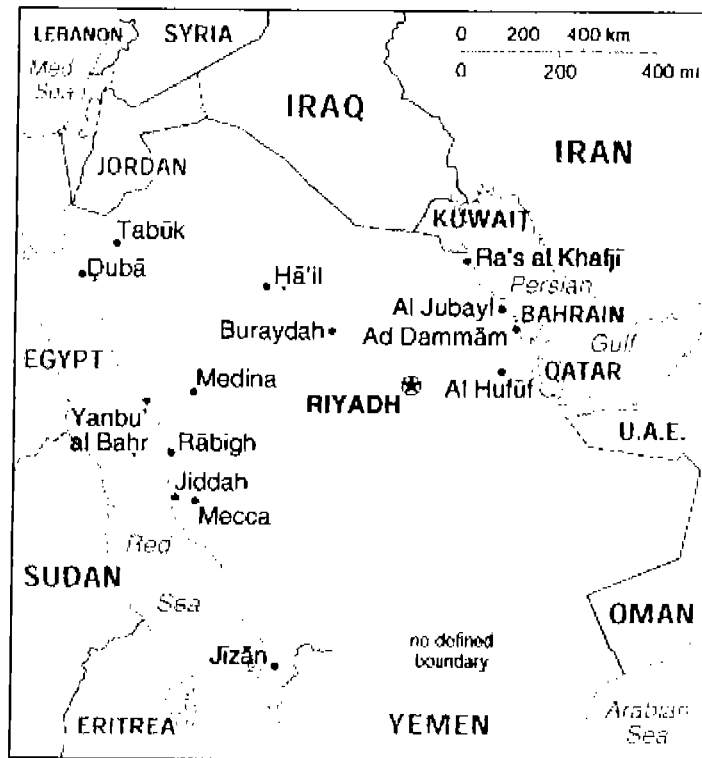 LEBANON
SYRIA
0 200 400 km
0 200 400 mi
Med
Sea
IRAQ
IRAN
JORDAN
KUWAIT
Tabūk
Ra's al Khafjī
Ḑubā
Ḩā'il
Persian
Al Jubayl
BAHRAIN
Buraydah
Ad Dammām
Gulf
EGYPT
QATAR
Medina
Al Hufūf
RIYADH
Yanbu'
al Bahr
U.A.E.
Rābigh
Jiddah
Mecca
Red
SUDAN
Sea
OMAN
no defined
boundary
Jīzān
ERITREA
YEMEN
Arabian
Sea